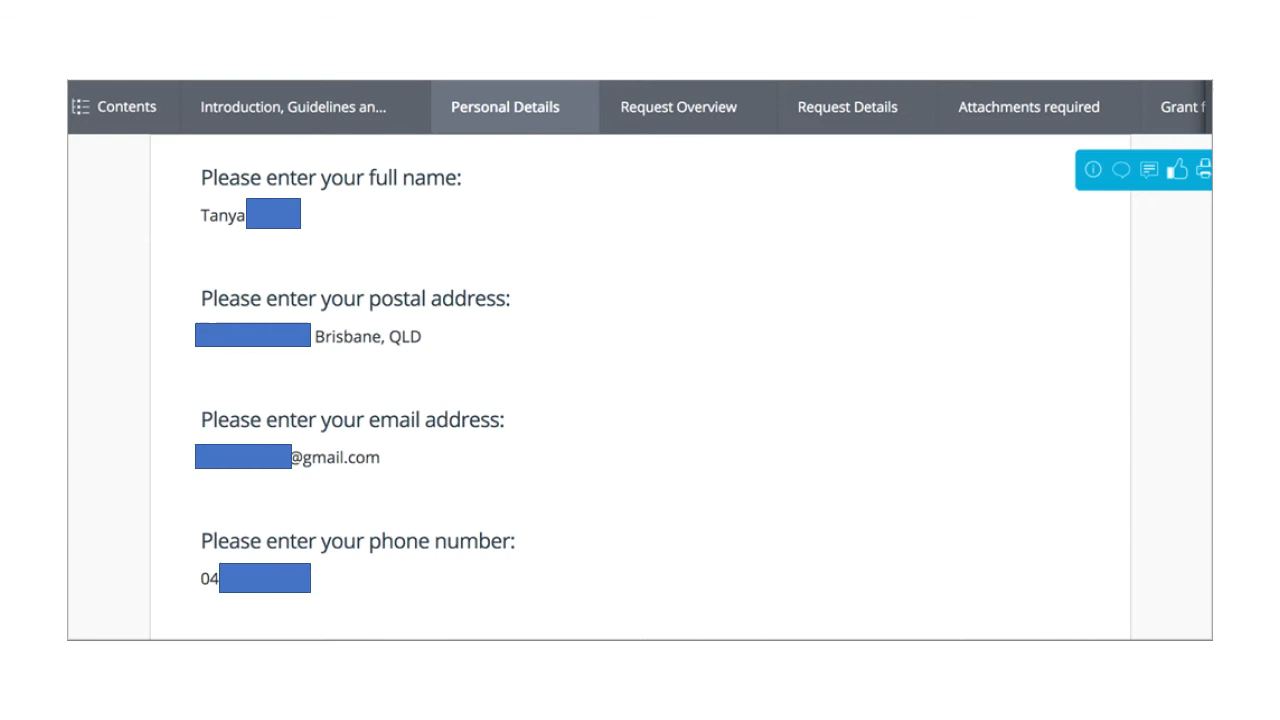 Contents Introduction, Guidelines an... Personal Details Request Overview Request Details Attachments required Grant f
Please enter your full name:
Tanya
Please enter your postal address:
Brisbane, QLD
Please enter your email address:
@gmail.com
Please enter your phone number:
04